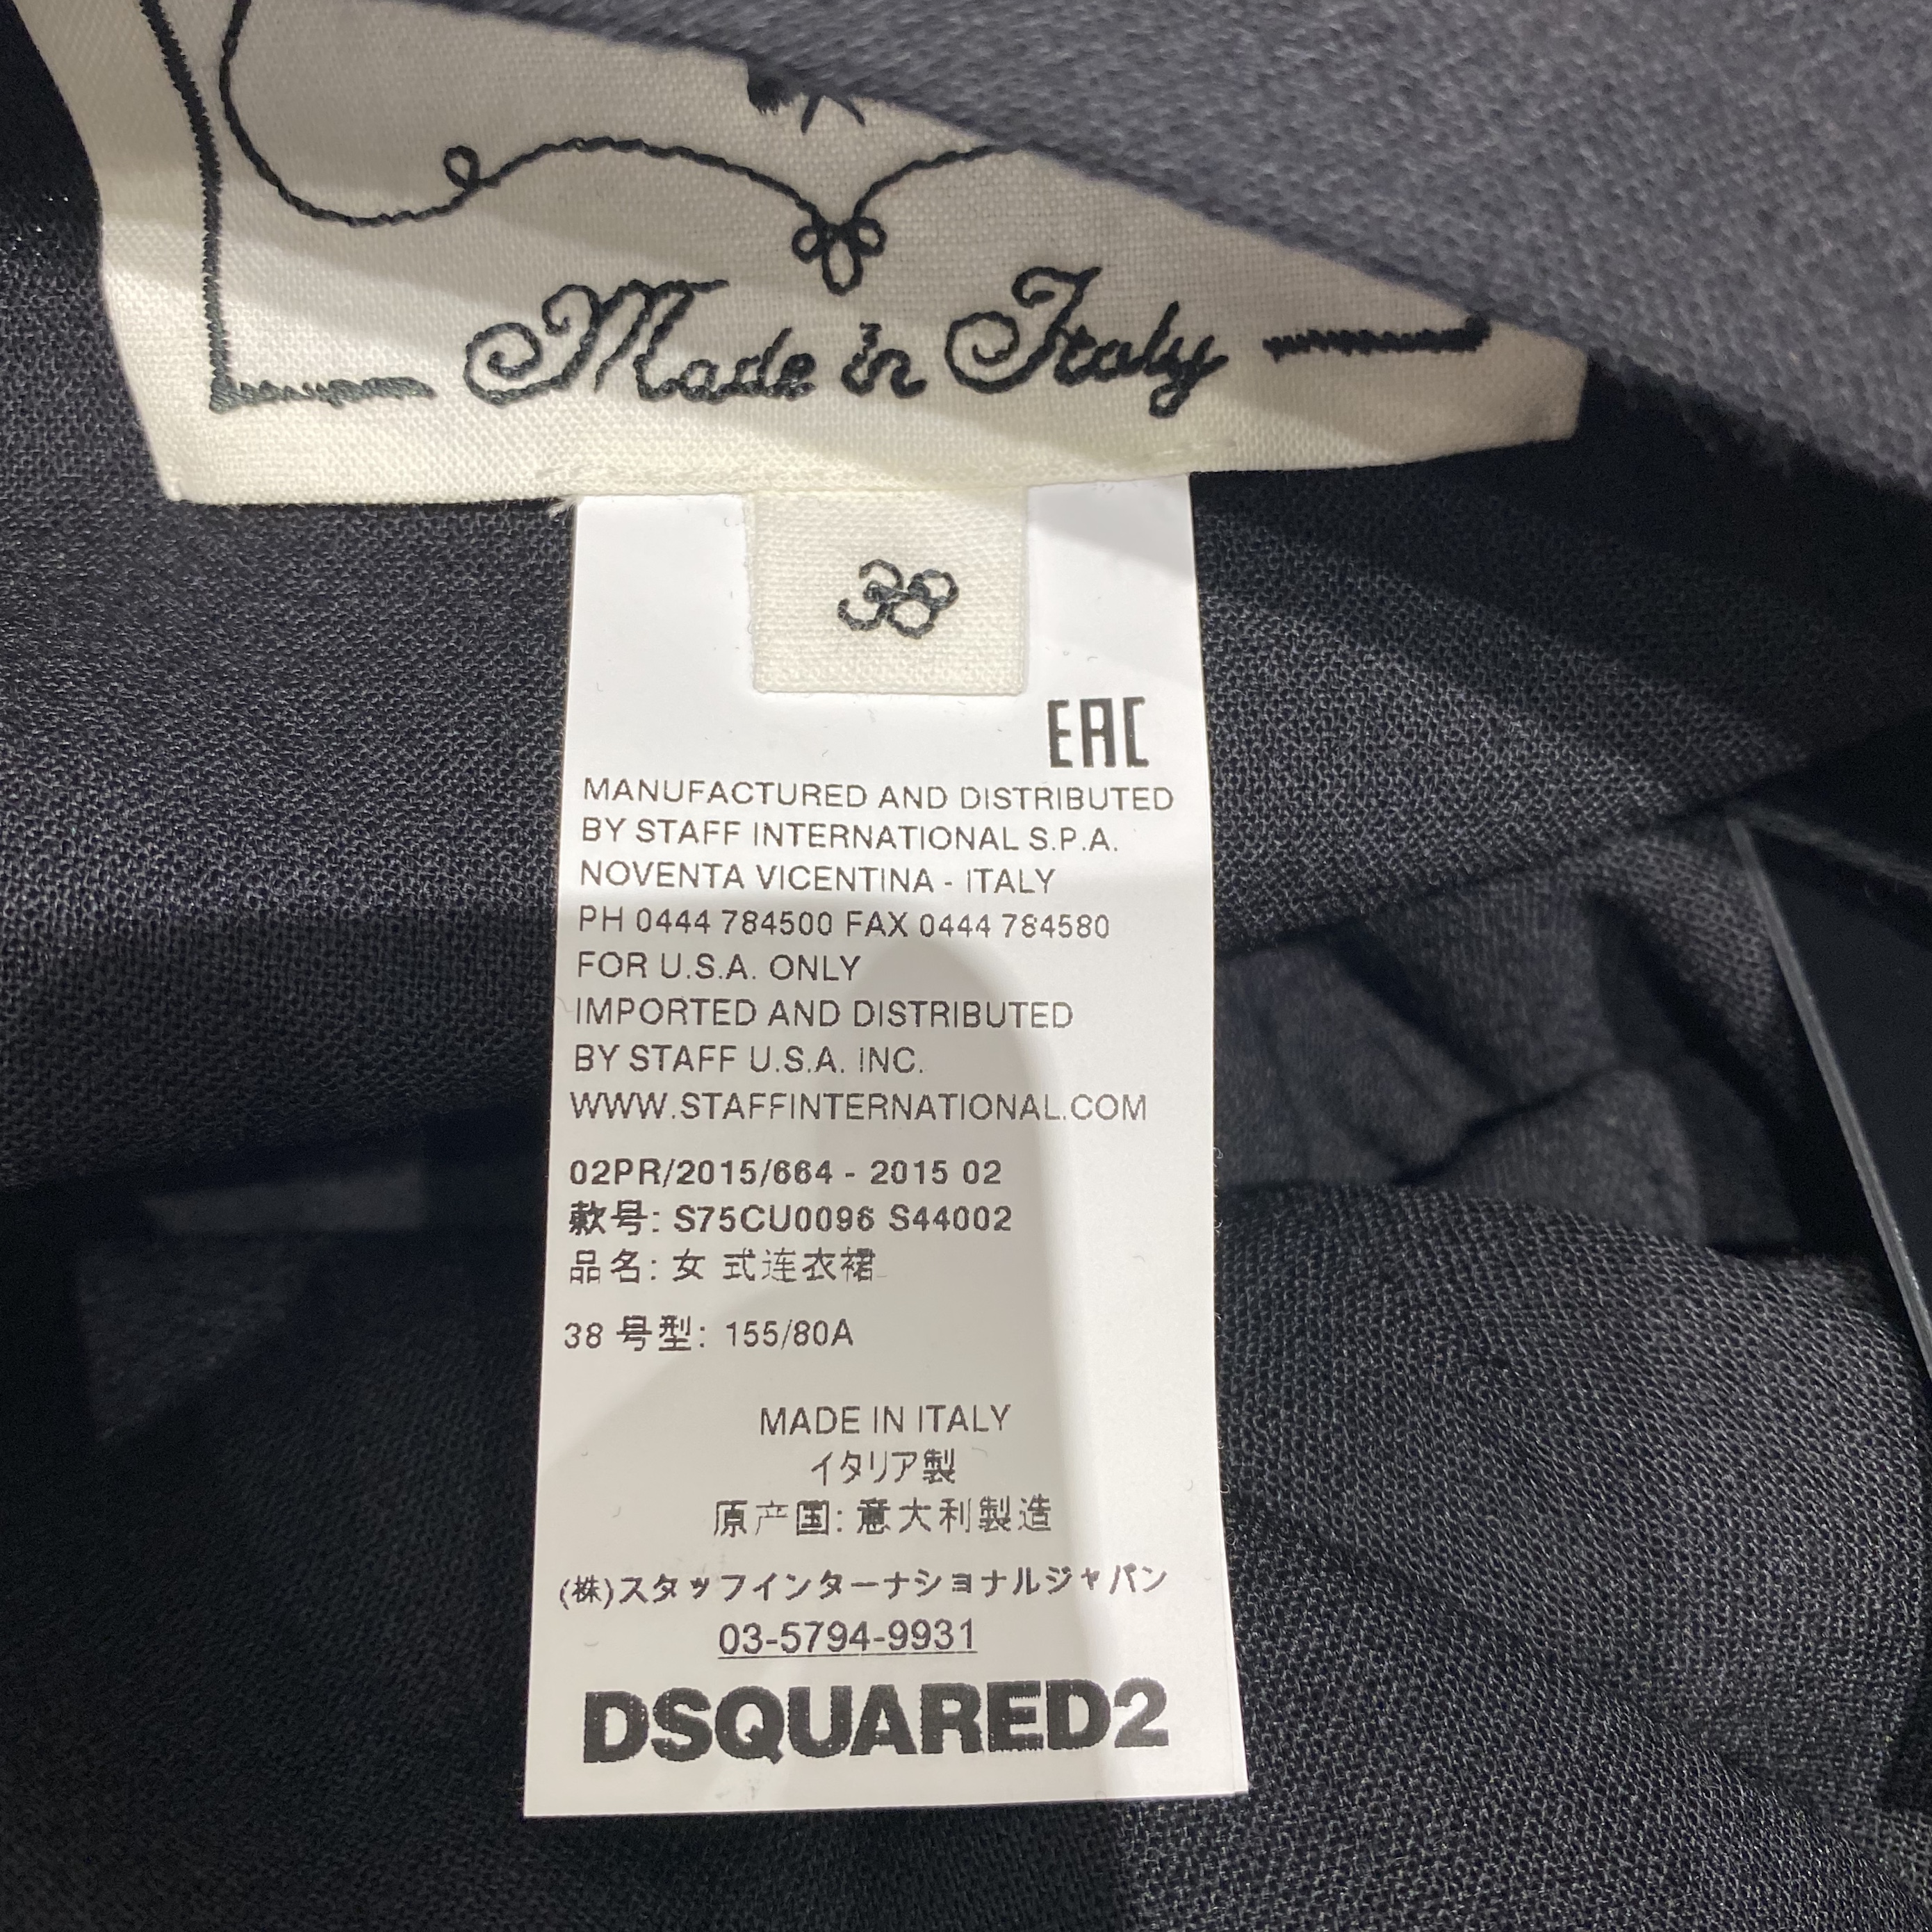 Made in Italy
38
EAC
MANUFACTURED AND DISTRIBUTED
BY STAFF INTERNATIONAL S.P.A.
NOVENTA VICENTINA - ITALY
PH 0444 784500 FAX 0444 784580
FOR U.S.A. ONLY
IMPORTED AND DISTRIBUTED
BY STAFF U.S.A. INC.
WWW.STAFFINTERNATIONAL.COM
02PR/2015/664 - 2015 02
款号: S75CU0096 S44002
品名: 女 式连衣裙
38 号型: 155/80A
MADE IN ITALY
イタリア製
原产国: 意大利製造
(株)スタッフインターナショナルジャパン
03-5794-9931
DSQUARED2